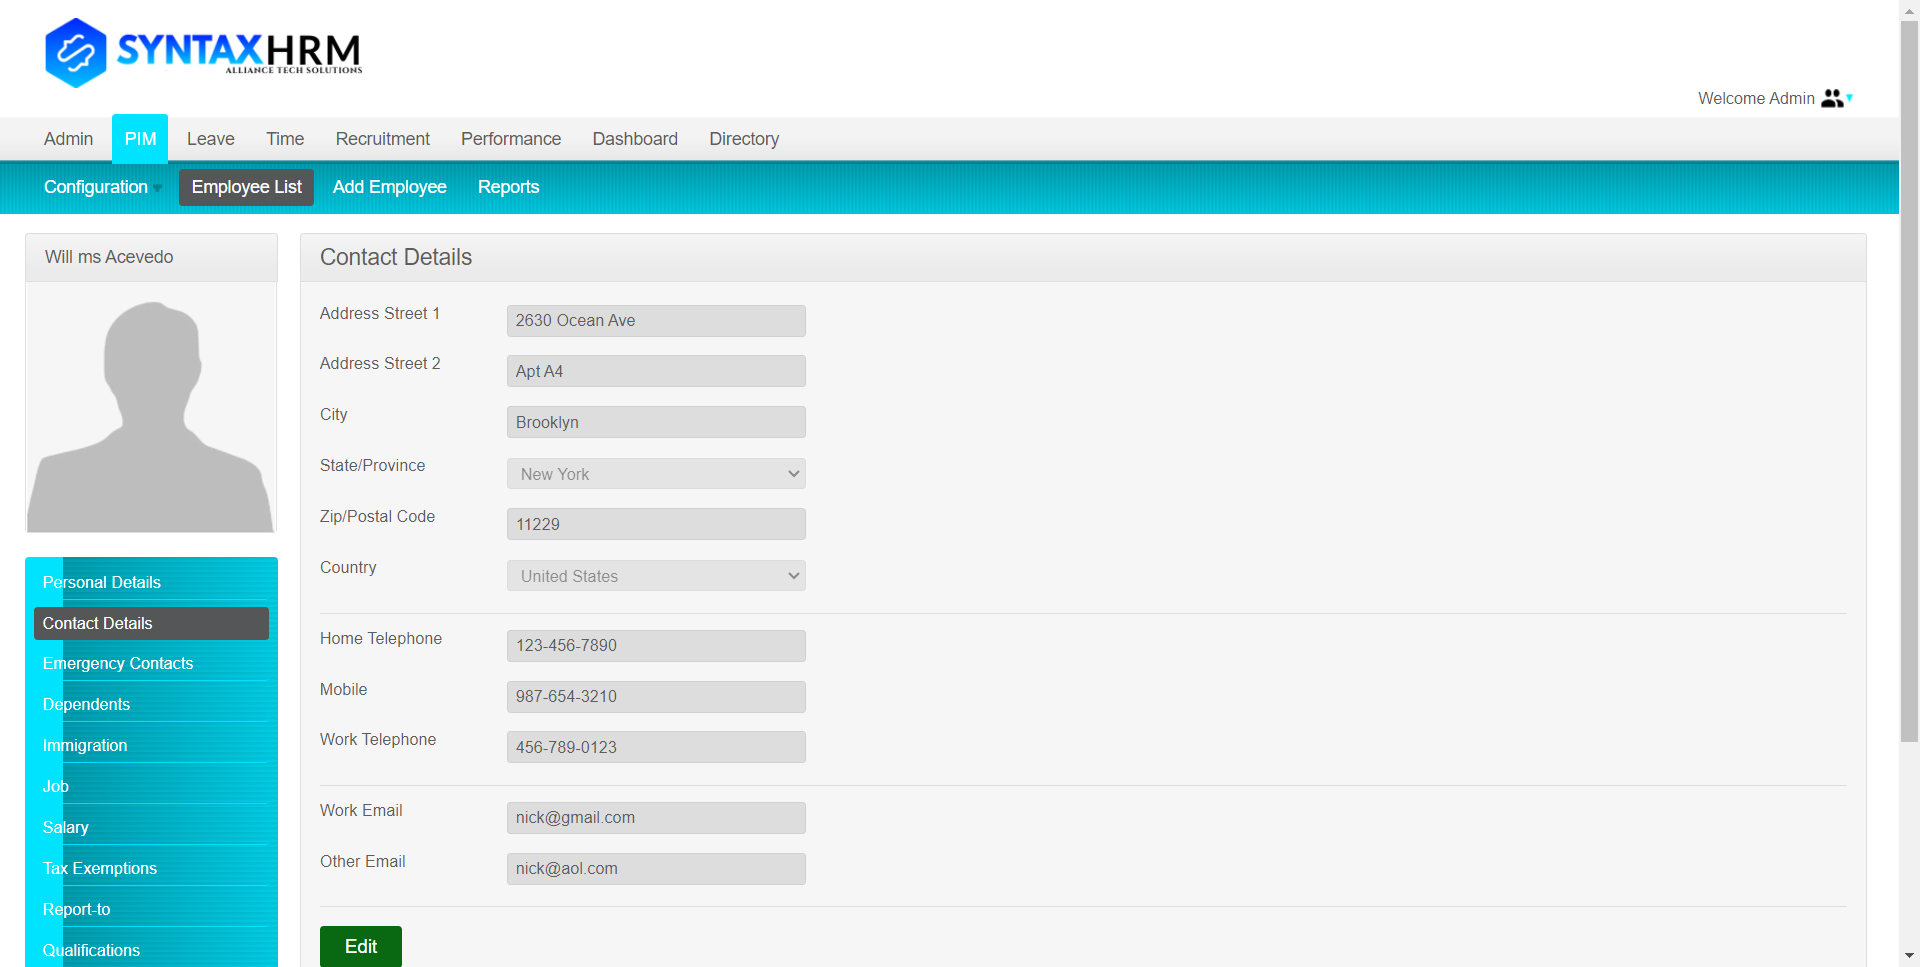 SYNTAXHRM
ALLIANCE TECH SOLUTIONS
Welcome Admin
Admin PIM Leave Time Recruitment Performance Dashboard Directory
Configuration Employee List Add Employee Reports
Will ms Acevedo
Contact Details
Address Street 1 2630 Ocean Ave
Address Street 2 Apt A4
City Brooklyn
State/Province New York
Zip/Postal Code 11229
Country United States
Home Telephone 123-456-7890
Mobile 987-654-3210
Work Telephone 456-789-0123
Work Email nick@gmail.com
Other Email nick@aol.com
Edit
Personal Details
Contact Details
Emergency Contacts
Dependents
Immigration
Job
Salary
Tax Exemptions
Report-to
Qualifications